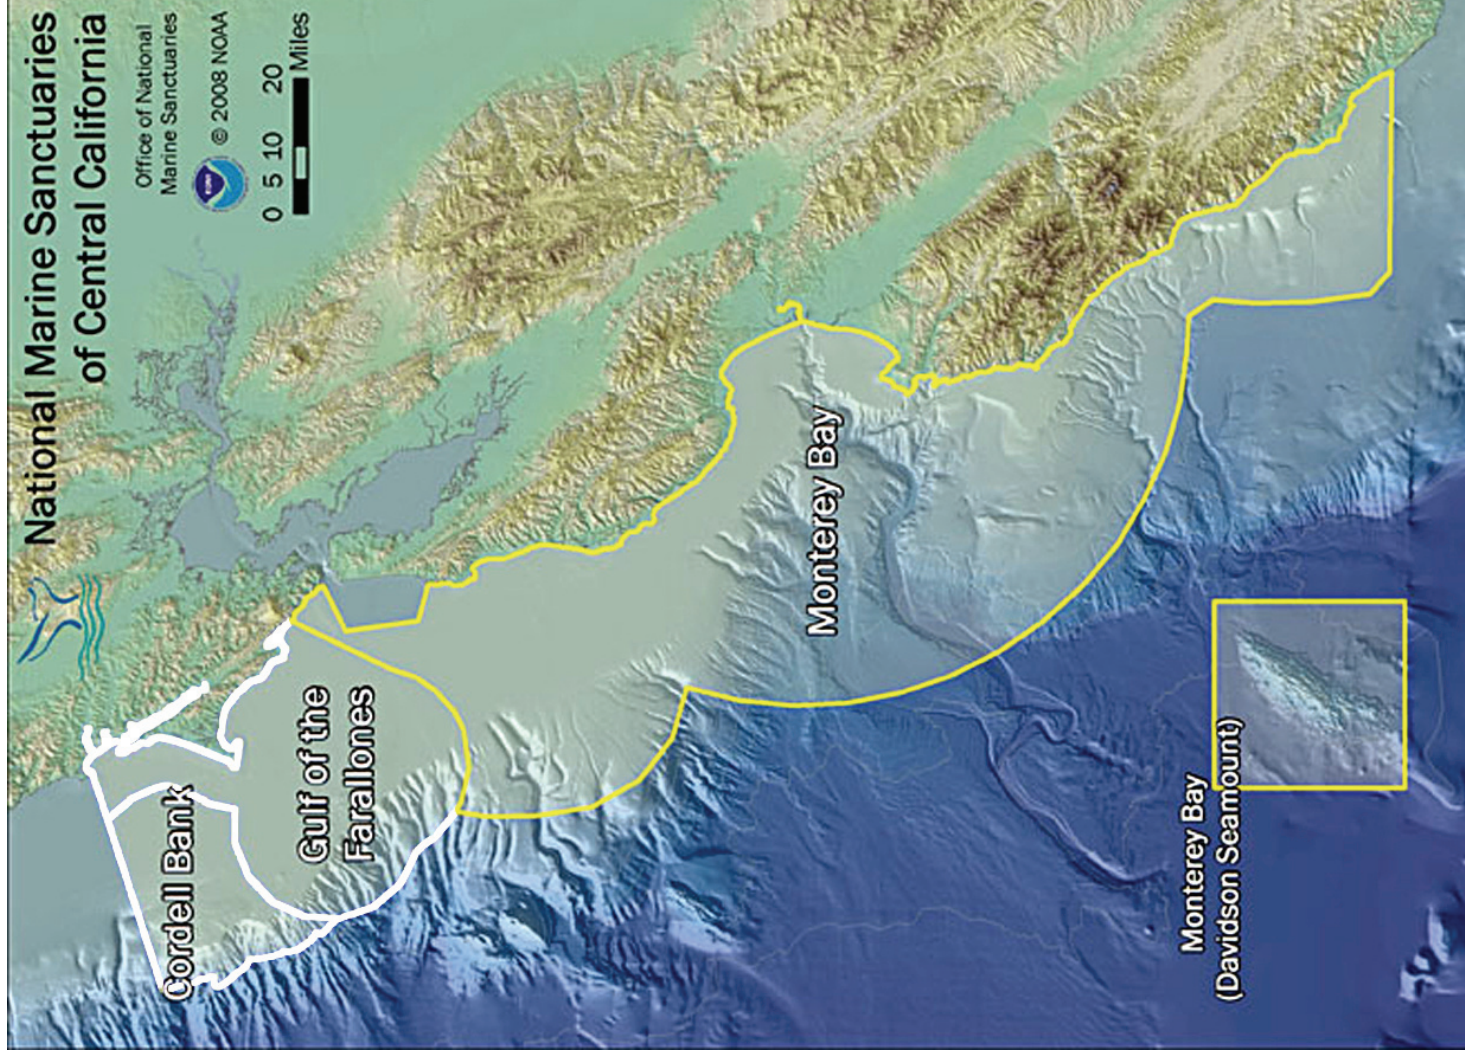 National Marine Sanctuaries
of Central California
Office of National
Marine Sanctuaries
© 2008 NOAA
0 5 10 20
Miles
Cordell Bank
Gulf of the
Farallones
Monterey Bay
Monterey Bay
(Davidson Seamount)